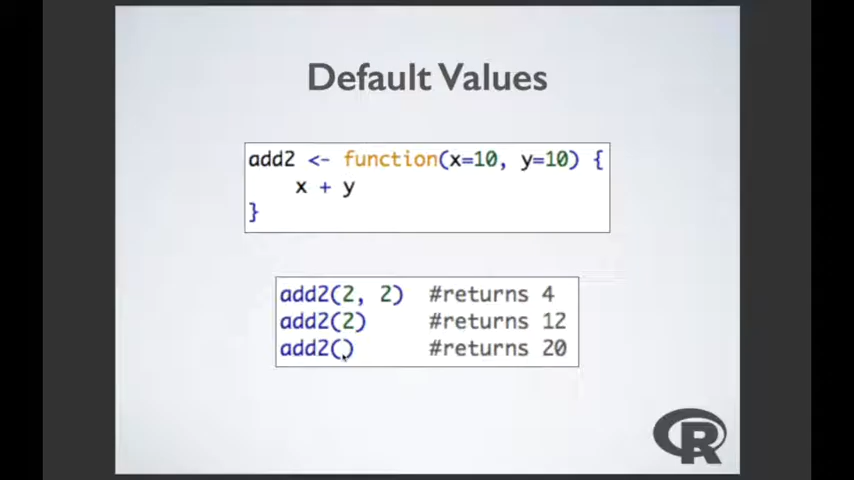 Default Values
add2 <- function(x=10, y=10) {
    x + y
}
add2(2, 2)  #returns 4
add2(2)     #returns 12
add2()      #returns 20
R